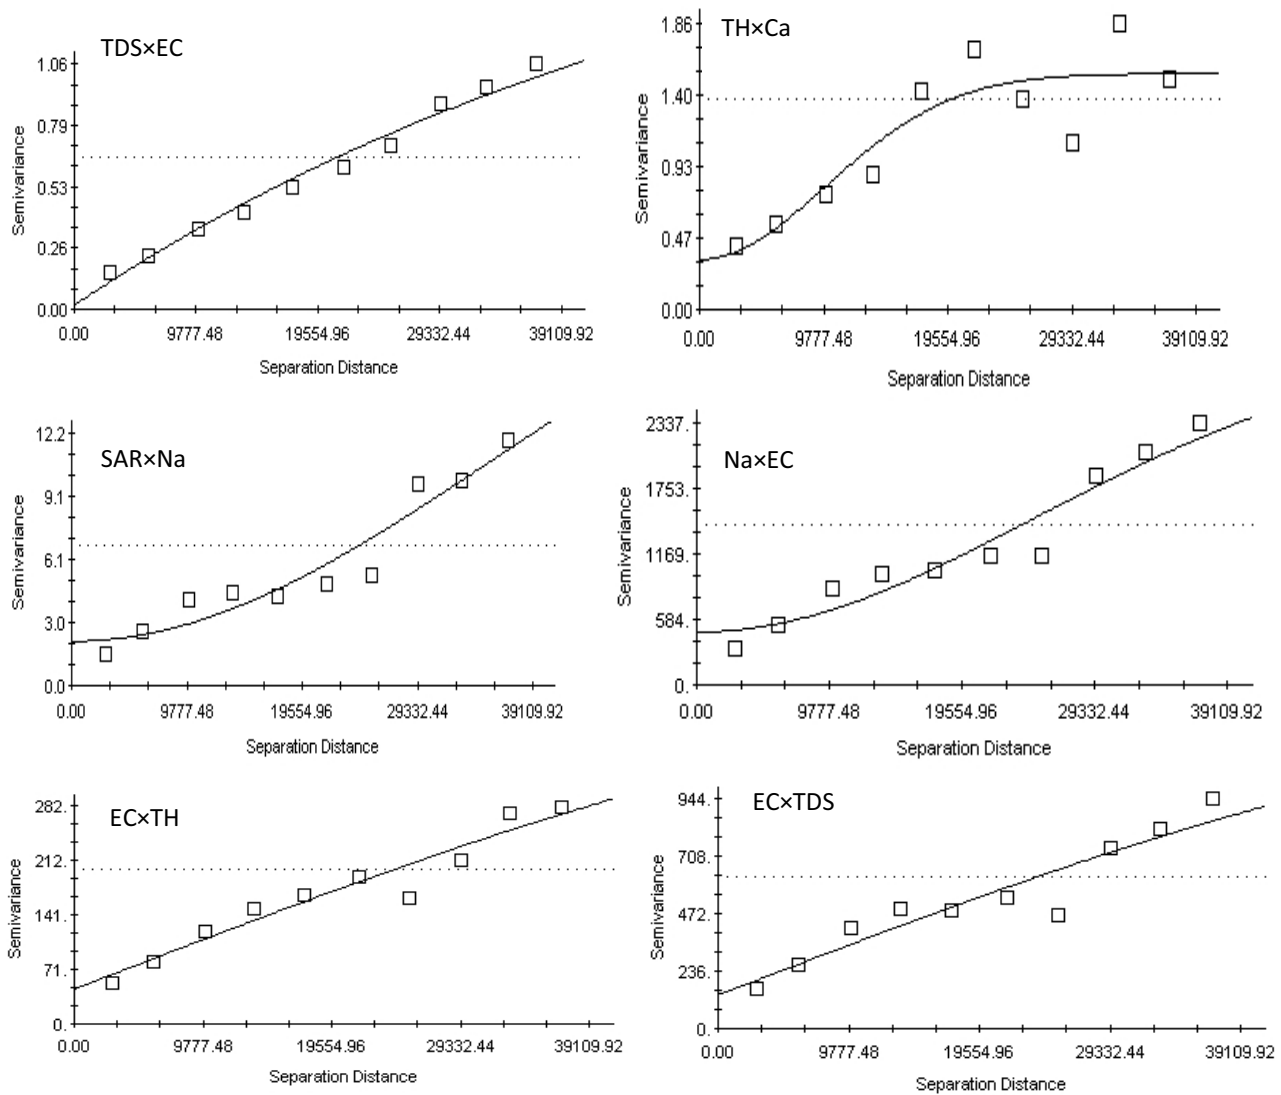 TDS×EC
1.06
0.79
0.53
0.26
0.00
Semivariance
0.00 9777.48 19554.96 29332.44 39109.92
Separation Distance
TH×Ca
1.86
1.40
0.93
0.47
0.00
Semivariance
0.00 9777.48 19554.96 29332.44 39109.92
Separation Distance
SAR×Na
12.2
9.1
6.1
3.0
0.0
Semivariance
0.00 9777.48 19554.96 29332.44 39109.92
Separation Distance
Na×EC
2337.
1753.
1169.
584.
0.
Semivariance
0.00 9777.48 19554.96 29332.44 39109.92
Separation Distance
EC×TH
282.
212.
141.
71.
0.
Semivariance
0.00 9777.48 19554.96 29332.44 39109.92
Separation Distance
EC×TDS
944.
708.
472.
236.
0.
Semivariance
0.00 9777.48 19554.96 29332.44 39109.92
Separation Distance